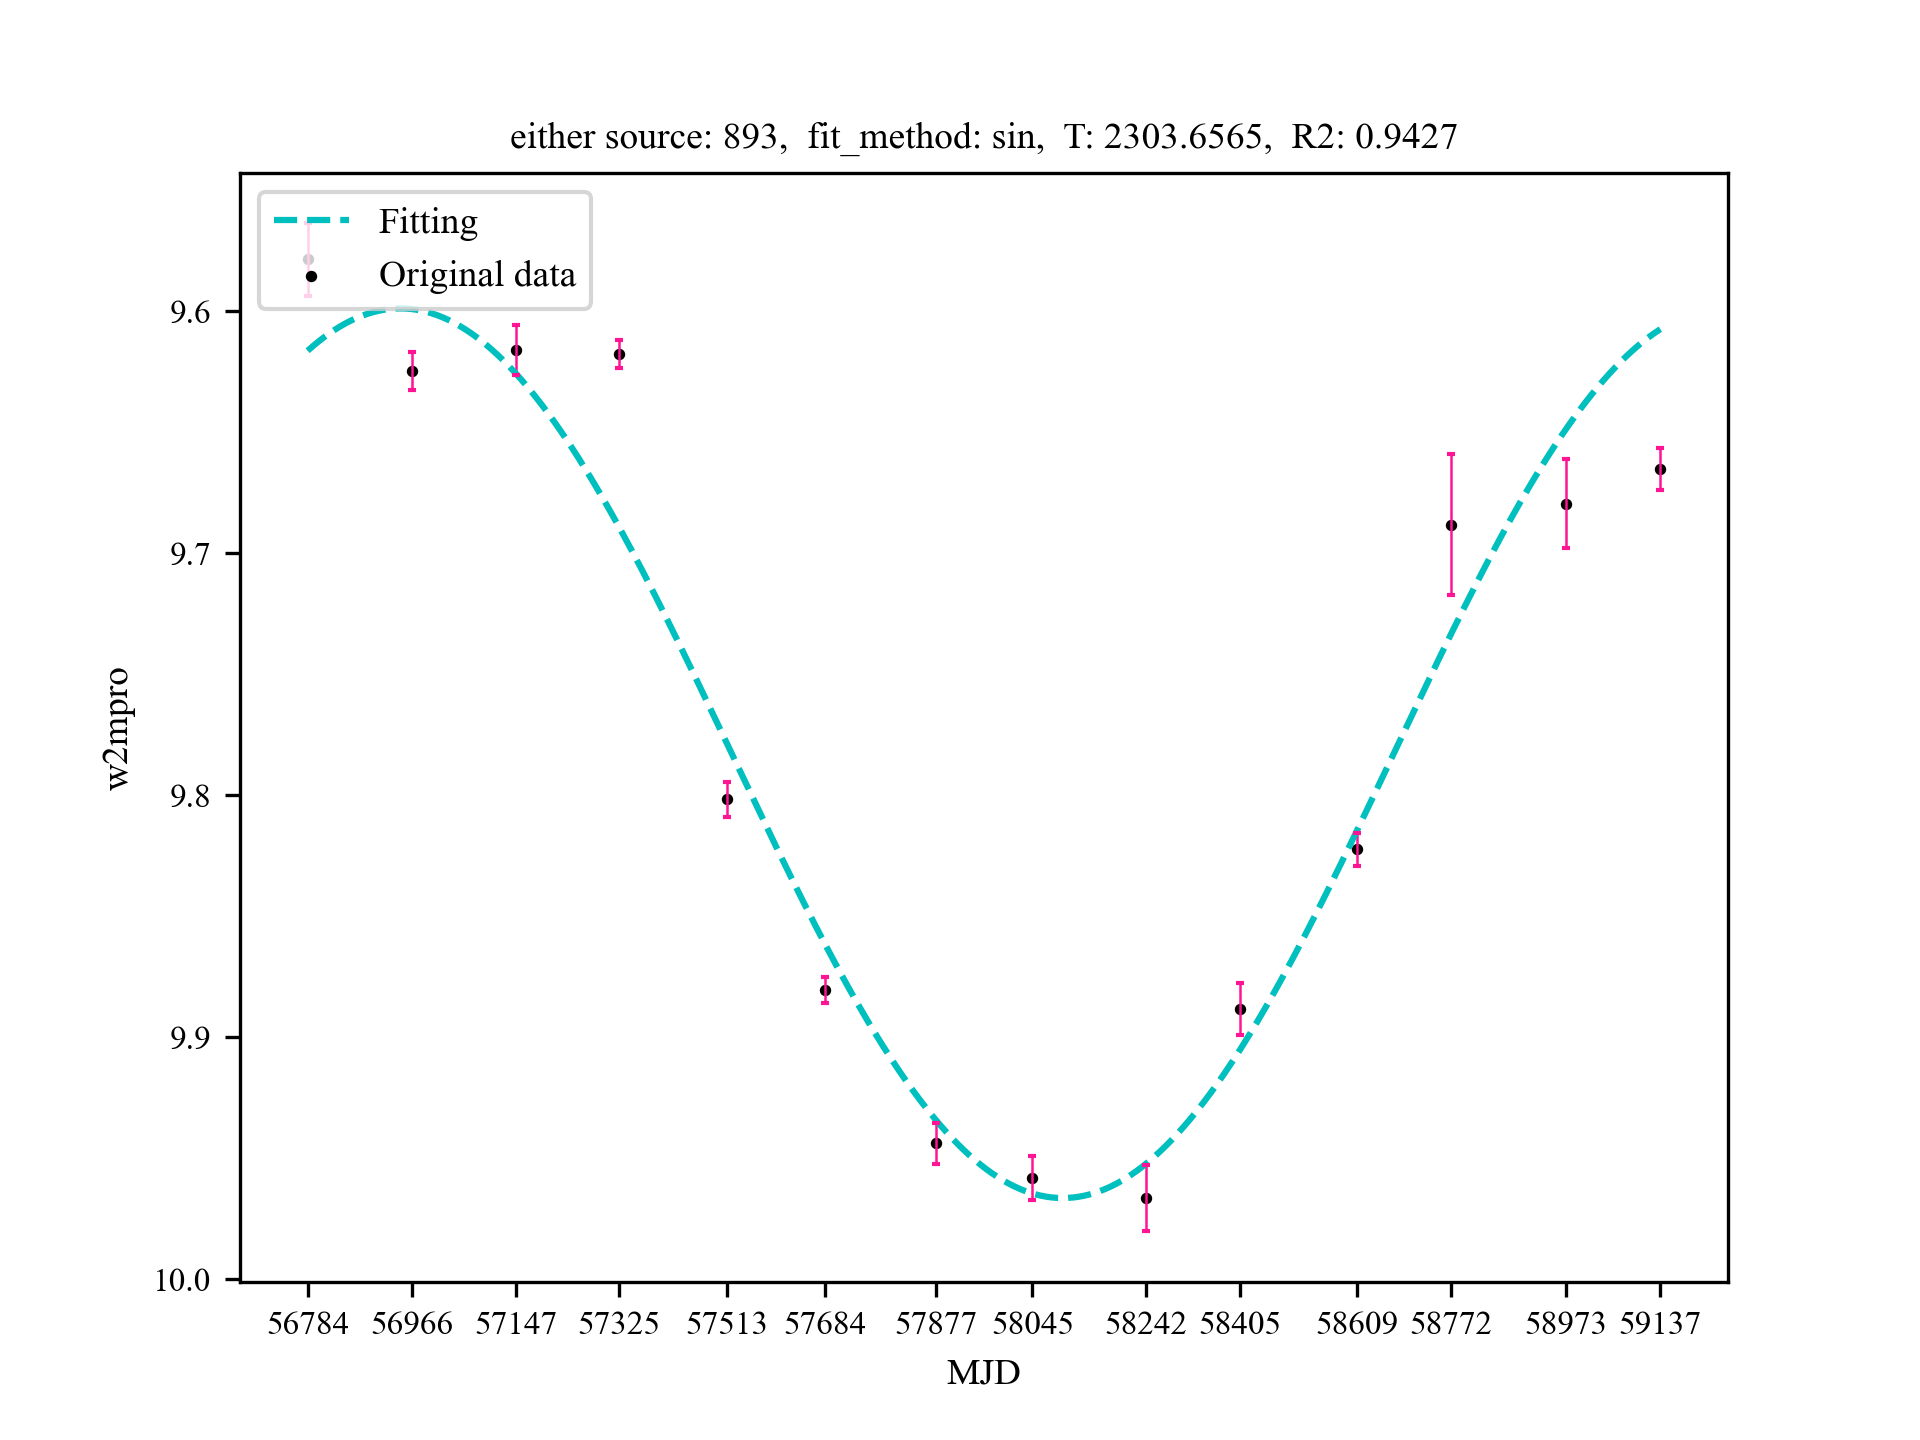 either source: 893,  fit_method: sin,  T: 2303.6565,  R2: 0.9427
Fitting
Original data
9.6
9.7
9.8
9.9
10.0
w2mpro
56784 56966 57147 57325 57513 57684 57877 58045 58242 58405 58609 58772 58973 59137
MJD